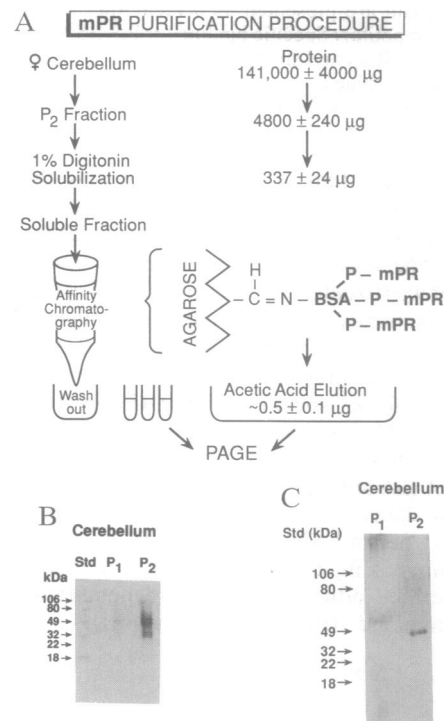 A
mPR PURIFICATION PROCEDURE
♀ Cerebellum
Protein
141,000 ± 4000 µg
P2 Fraction
4800 ± 240 µg
1% Digitonin
Solubilization
337 ± 24 µg
Soluble Fraction
Affinity
Chromato-
graphy
AGAROSE
H
- C = N - BSA - P - mPR
P - mPR
P - mPR
Wash
out
Acetic Acid Elution
~0.5 ± 0.1 µg
PAGE
B
Cerebellum
Std P1 P2
kDa
106
80
49
32
22
18
C
Cerebellum
P1 P2
Std (kDa)
106
80
49
32
22
18